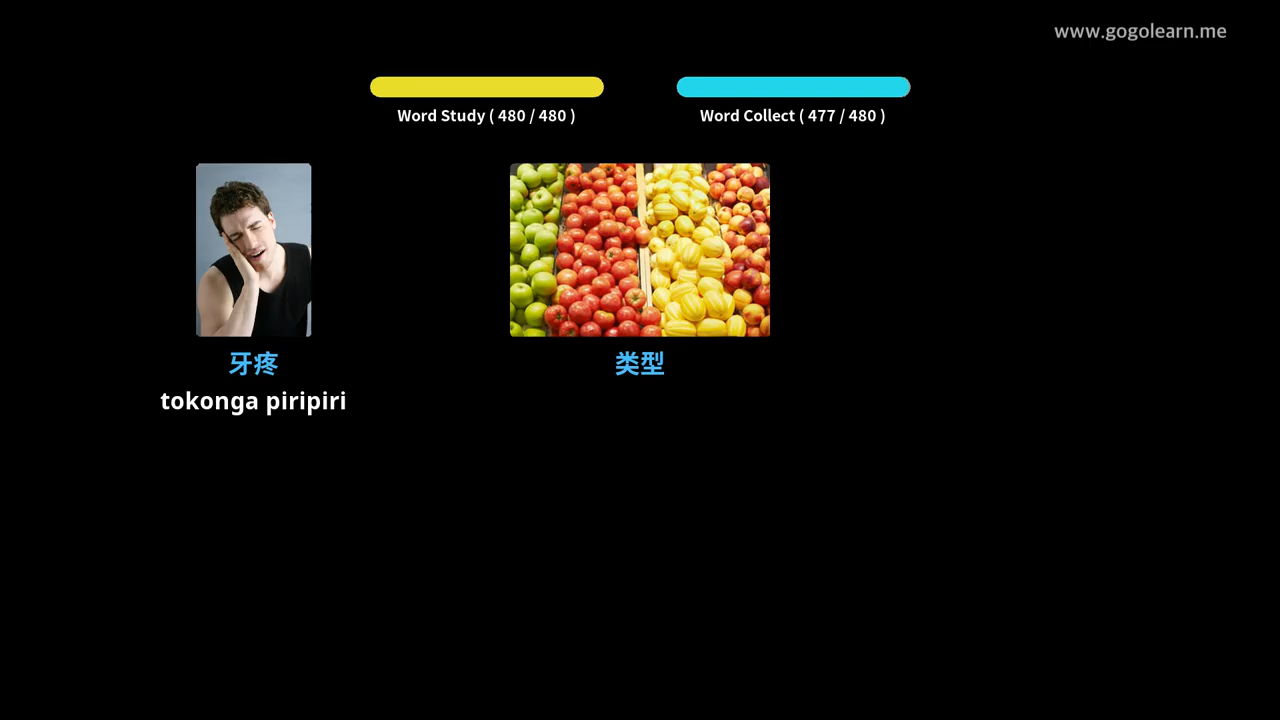 www.gogolearn.me
Word Study ( 480 / 480 )
Word Collect ( 477 / 480 )
牙疼
类型
tokonga piripiri